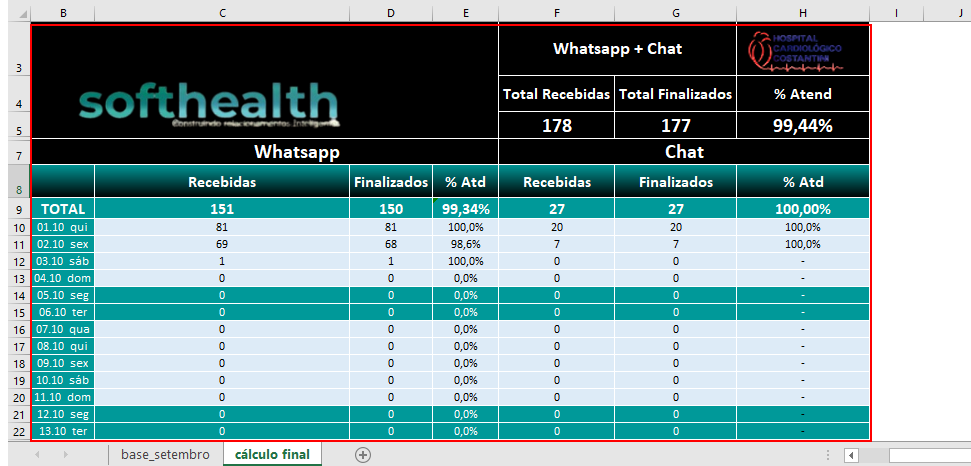 B C D E F G H I J
3 Whatsapp + Chat HOSPITAL
CARDIOLÓGICO
COSTANTINI
4 softhealth Total Recebidas Total Finalizados % Atend
Construindo relacionamentos Inteligentes
5 178 177 99,44%
7 Whatsapp Chat
8 Recebidas Finalizados % Atd Recebidas Finalizados % Atd
9 TOTAL 151 150 99,34% 27 27 100,00%
10 01.10 qui 81 81 100,0% 20 20 100,0%
11 02.10 sex 69 68 98,6% 7 7 100,0%
12 03.10 sáb 1 1 100,0% 0 0 -
13 04.10 dom 0 0 0,0% 0 0 -
14 05.10 seg 0 0 0,0% 0 0 -
15 06.10 ter 0 0 0,0% 0 0 -
16 07.10 qua 0 0 0,0% 0 0 -
17 08.10 qui 0 0 0,0% 0 0 -
18 09.10 sex 0 0 0,0% 0 0 -
19 10.10 sáb 0 0 0,0% 0 0 -
20 11.10 dom 0 0 0,0% 0 0 -
21 12.10 seg 0 0 0,0% 0 0 -
22 13.10 ter 0 0 0,0% 0 0 -
base_setembro cálculo final